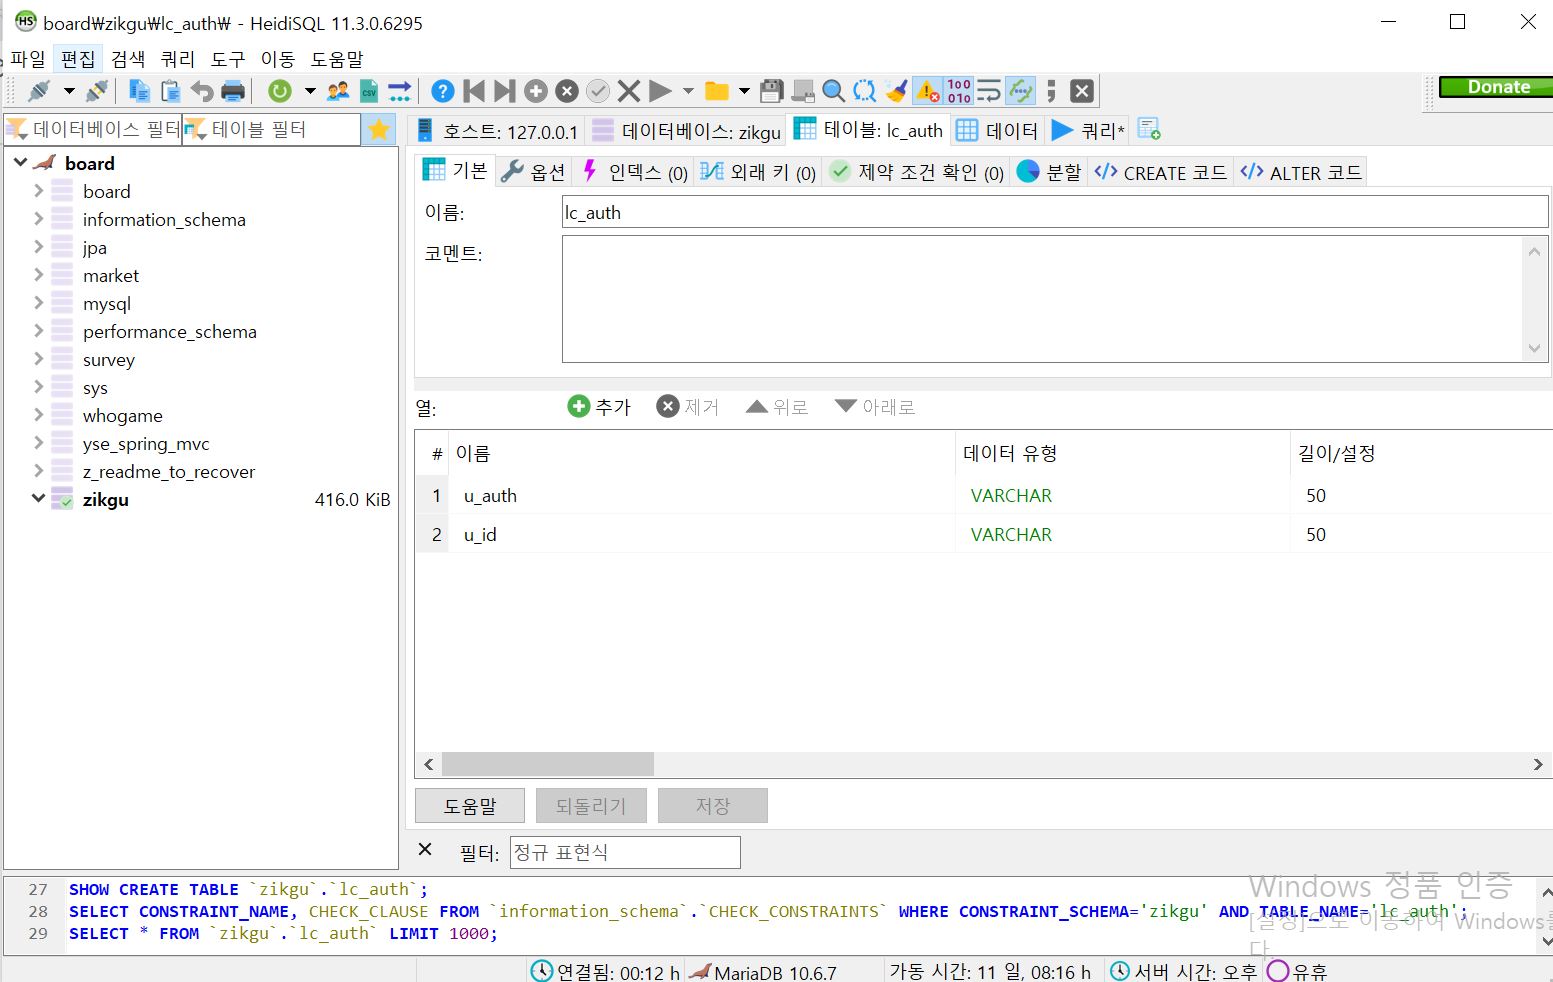 board₩zikgu₩lc_auth₩ - HeidiSQL 11.3.0.6295
파일 편집 검색 쿼리 도구 이동 도움말
Donate
데이터베이스 필터 테이블 필터
호스트: 127.0.0.1 데이터베이스: zikgu 테이블: lc_auth 데이터 쿼리*
board
board
information_schema
jpa
market
mysql
performance_schema
survey
sys
whogame
yse_spring_mvc
z_readme_to_recover
zikgu 416.0 KiB
기본 옵션 인덱스 (0) 외래 키 (0) 제약 조건 확인 (0) 분할 CREATE 코드 ALTER 코드
이름: lc_auth
코멘트:
열: 추가 제거 위로 아래로
# 이름 데이터 유형 길이/설정
1 u_auth VARCHAR 50
2 u_id VARCHAR 50
도움말 되돌리기 저장
필터: 정규 표현식
27 SHOW CREATE TABLE `zikgu`.`lc_auth`;
28 SELECT CONSTRAINT_NAME, CHECK_CLAUSE FROM `information_schema`.`CHECK_CONSTRAINTS` WHERE CONSTRAINT_SCHEMA='zikgu' AND TABLE_NAME='lc_auth';
29 SELECT * FROM `zikgu`.`lc_auth` LIMIT 1000;
Windows 정품 인증
[설정]으로 이동하여 Windows를
다.
연결됨: 00:12 h MariaDB 10.6.7 가동 시간: 11 일, 08:16 h 서버 시간: 오후 유휴